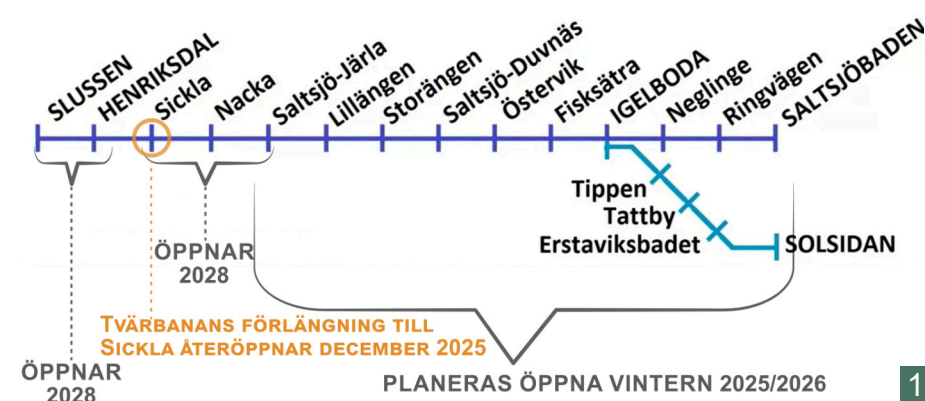 SLUSSEN
HENRIKSDAL
Sickla
Nacka
Saltsjö-Järla
Lillängen
Storängen
Saltsjö-Duvnäs
Östervik
Fisksätra
IGELBODA
Neglinge
Ringvägen
SALTSJÖBADEN
Tippen
Tattby
Erstaviksbadet
SOLSIDAN
ÖPPNAR
2028
TVÄRBANANS FÖRLÄNGNING TILL
SICKLA ÅTERÖPPNAR DECEMBER 2025
ÖPPNAR
2028
PLANERAS ÖPPNA VINTERN 2025/2026
1